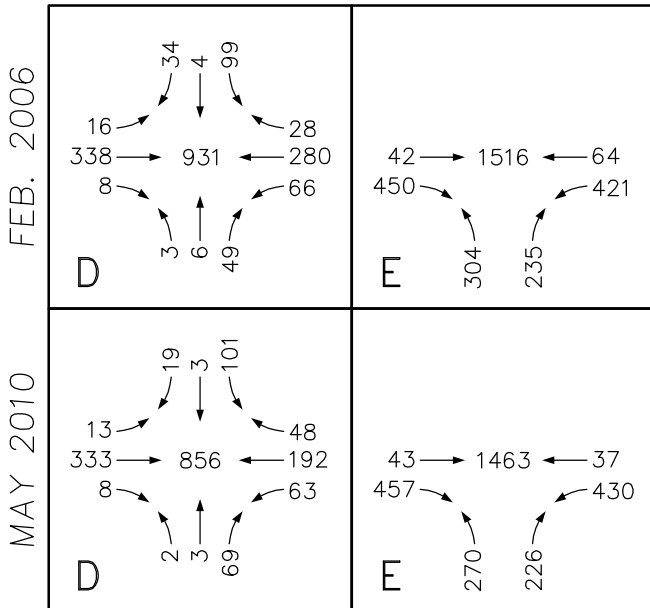 FEB. 2006
34 4 99
16 28
338 931 280
8 66
3 6 49
D
42 1516 64
450 421
304 235
E
MAY 2010
19 3 101
13 48
333 856 192
8 63
2 3 69
D
43 1463 37
457 430
270 226
E